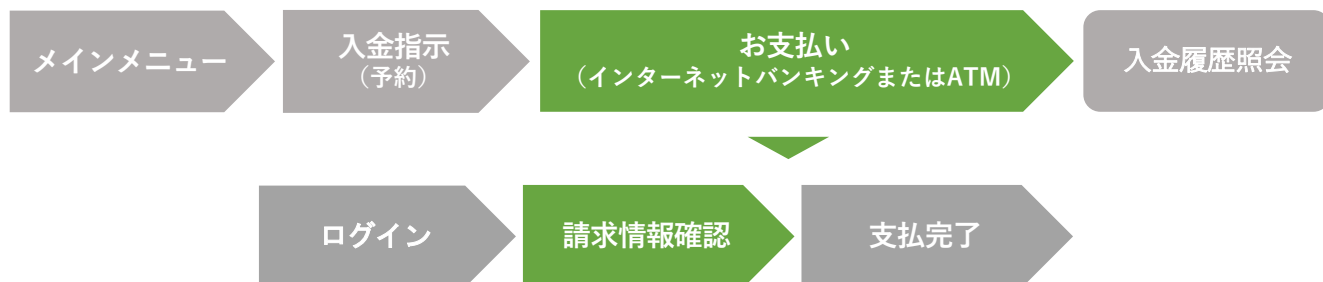 メインメニュー
入金指示
（予約）
お支払い
（インターネットバンキングまたはATM）
入金履歴照会
ログイン
請求情報確認
支払完了